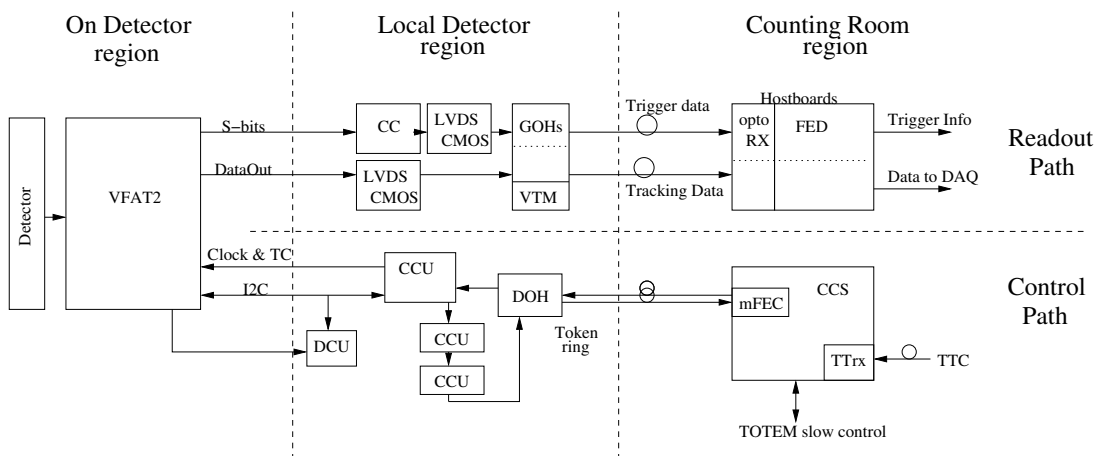 On Detector
region
Local Detector
region
Counting Room
region
Detector
VFAT2
S-bits
DataOut
CC
LVDS
CMOS
LVDS
CMOS
GOHs
VTM
Trigger data
Tracking Data
Hostboards
opto
RX
FED
Trigger Info
Data to DAQ
Readout
Path
Clock & TC
I2C
DCU
CCU
CCU
CCU
DOH
Token
ring
mFEC
CCS
TTrx
TTC
TOTEM slow control
Control
Path